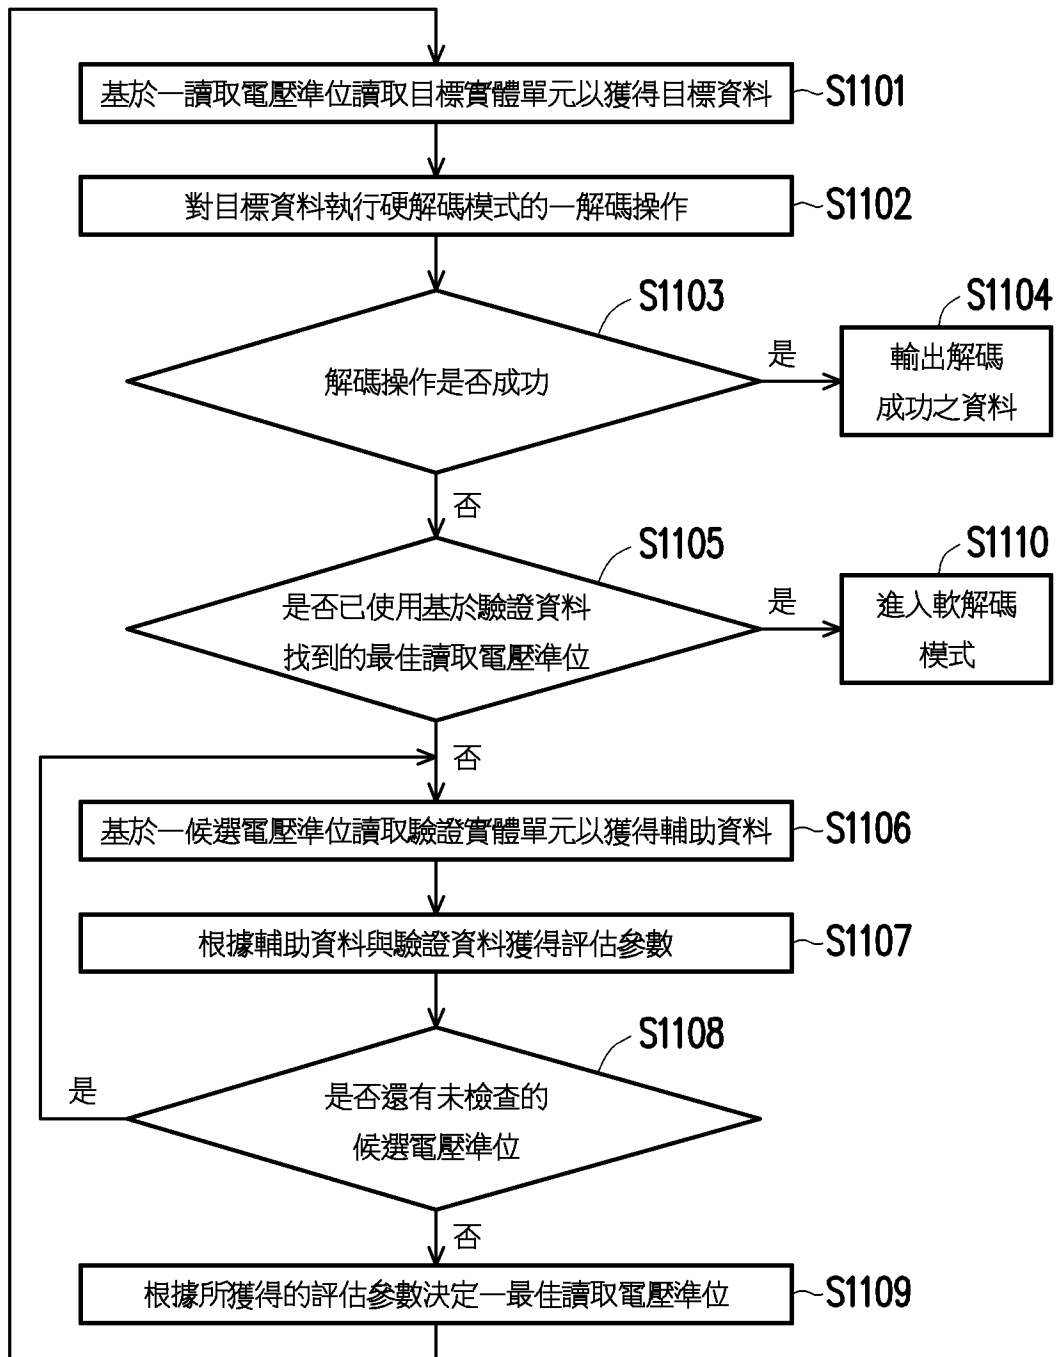 基於一讀取電壓準位讀取目標實體單元以獲得目標資料
S1101
對目標資料執行硬解碼模式的一解碼操作
S1102
S1103
解碼操作是否成功
是
S1104
輸出解碼
成功之資料
否
S1105
是否已使用基於驗證資料
找到的最佳讀取電壓準位
是
S1110
進入軟解碼
模式
否
基於一候選電壓準位讀取驗證實體單元以獲得輔助資料
S1106
根據輔助資料與驗證資料獲得評估參數
S1107
S1108
是
是否還有未檢查的
候選電壓準位
否
根據所獲得的評估參數決定一最佳讀取電壓準位
S1109